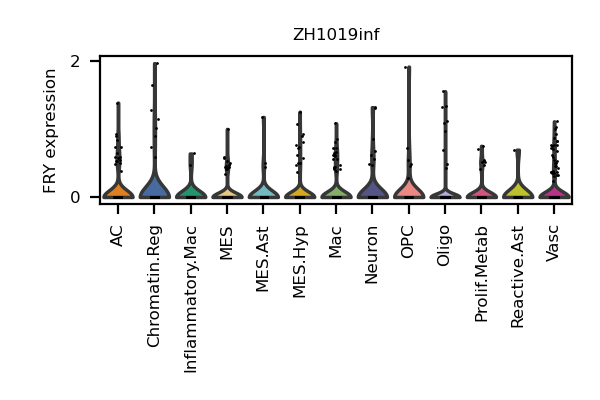 ZH1019inf
FRY expression
2
0
AC
Chromatin.Reg
Inflammatory.Mac
MES
MES.Ast
MES.Hyp
Mac
Neuron
OPC
Oligo
Prolif.Metab
Reactive.Ast
Vasc